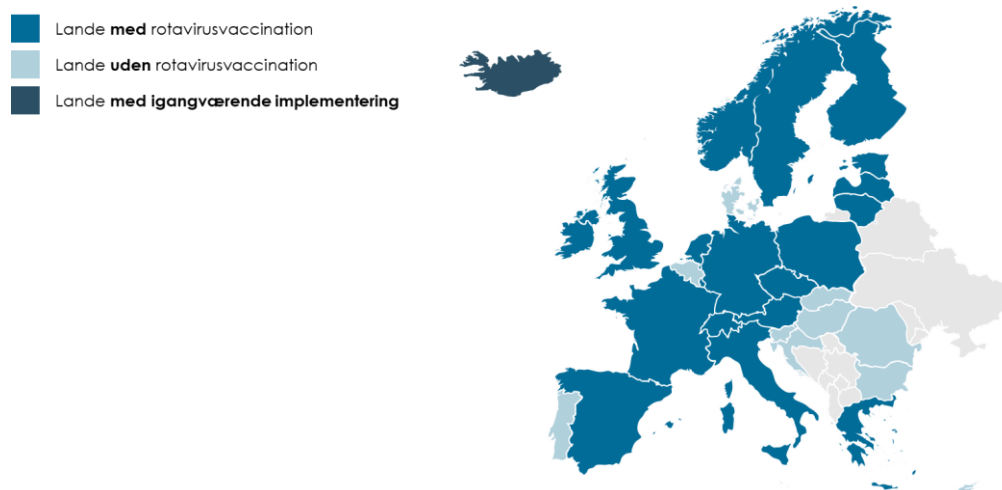 Lande med rotavirusvaccination
Lande uden rotavirusvaccination
Lande med igangværende implementering